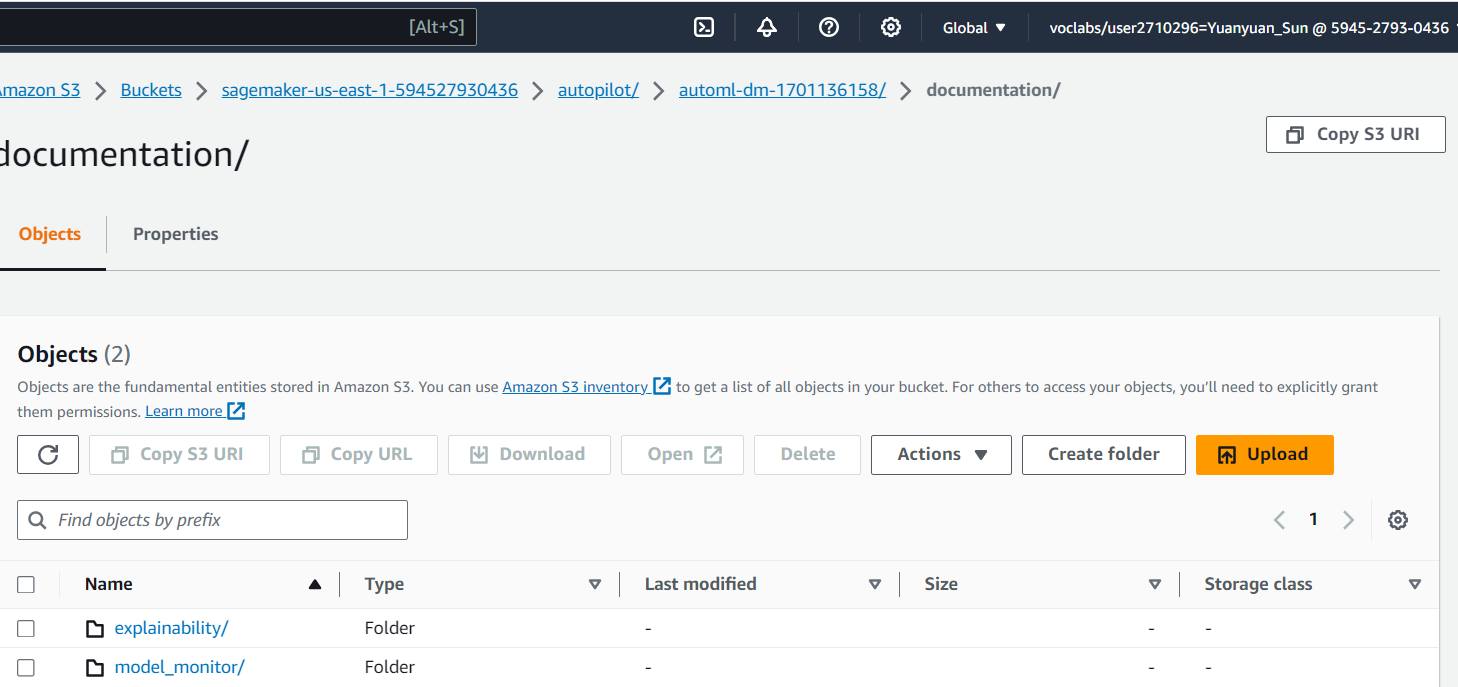 [Alt+S] Global voclabs/user2710296=Yuanyuan_Sun @ 5945-2793-0436
Amazon S3 Buckets sagemaker-us-east-1-594527930436 autopilot/ automl-dm-1701136158/ documentation/
documentation/
Copy S3 URI
Objects Properties
Objects (2)
Objects are the fundamental entities stored in Amazon S3. You can use Amazon S3 inventory to get a list of all objects in your bucket. For others to access your objects, you'll need to explicitly grant
them permissions. Learn more
Copy S3 URI Copy URL Download Open Delete Actions Create folder Upload
Find objects by prefix 1
Name Type Last modified Size Storage class
explainability/ Folder - - -
model_monitor/ Folder - - -